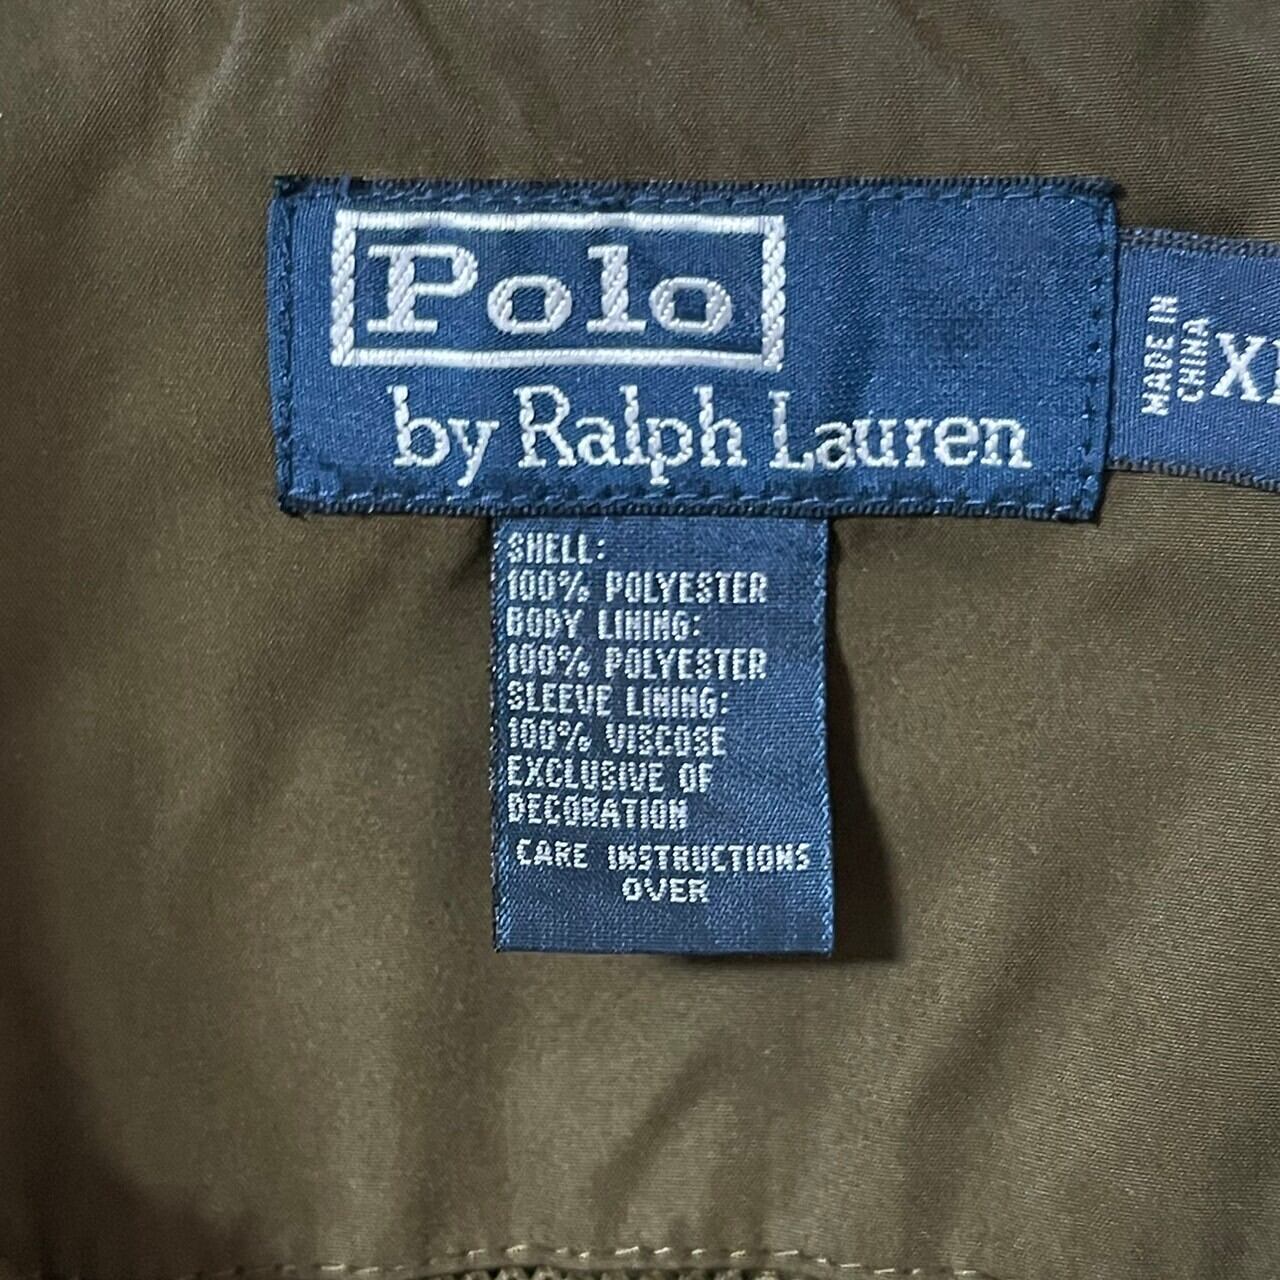 Polo
by Ralph Lauren
MADE IN
CHINA
SHELL:
100% POLYESTER
BODY LINING:
100% POLYESTER
SLEEVE LINING:
100% VISCOSE
EXCLUSIVE OF
DECORATION
CARE INSTRUCTIONS
OVER